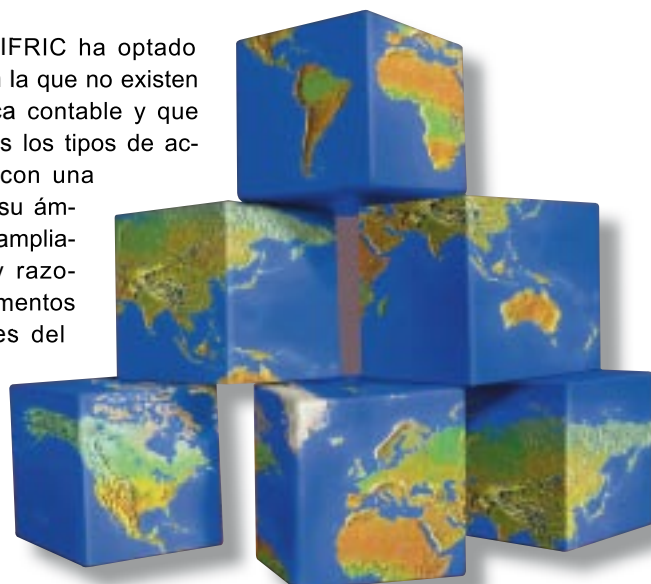 IFRIC ha optado
la que no existen
ca contable y que
s los tipos de ac-
con una
su ám-
amplia-
razo-
mentos
es del